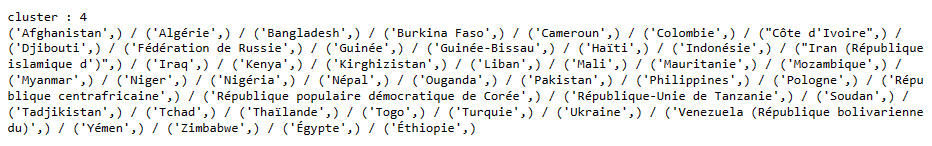 cluster : 4
('Afghanistan',) / ('Algérie',) / ('Bangladesh',) / ('Burkina Faso',) / ('Cameroun',) / ('Colombie',) / ("Côte d'Ivoire",) /
('Djibouti',) / ('Fédération de Russie',) / ('Guinée',) / ('Guinée-Bissau',) / ('Haïti',) / ('Indonésie',) / ("Iran (République
islamique d')",) / ('Iraq',) / ('Kenya',) / ('Kirghizistan',) / ('Liban',) / ('Mali',) / ('Mauritanie',) / ('Mozambique',) /
('Myanmar',) / ('Niger',) / ('Nigéria',) / ('Népal',) / ('Ouganda',) / ('Pakistan',) / ('Philippines',) / ('Pologne',) / ('Répu
blique centrafricaine',) / ('République populaire démocratique de Corée',) / ('République-Unie de Tanzanie',) / ('Soudan',) /
('Tadjikistan',) / ('Tchad',) / ('Thaïlande',) / ('Togo',) / ('Turquie',) / ('Ukraine',) / ('Venezuela (République bolivarienne
du)',) / ('Yémen',) / ('Zimbabwe',) / ('Égypte',) / ('Éthiopie',)